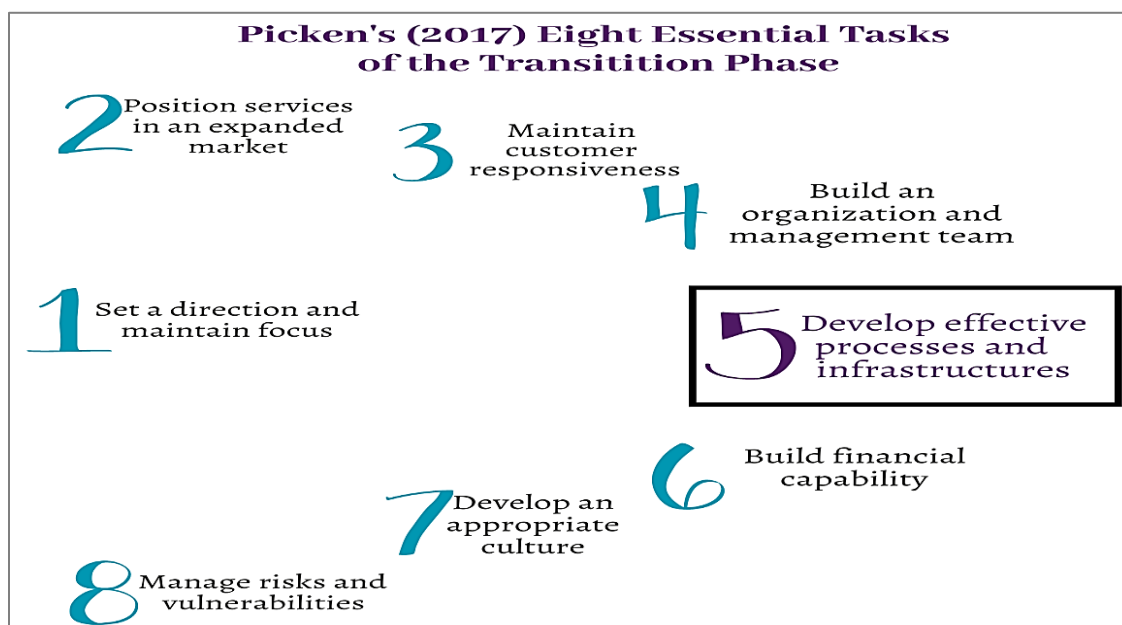 Picken's (2017) Eight Essential Tasks
of the Transitition Phase
1 Set a direction and
maintain focus
2 Position services
in an expanded
market
3 Maintain
customer
responsiveness
4 Build an
organization and
management team
5 Develop effective
processes and
infrastructures
6 Build financial
capability
7 Develop an
appropriate
culture
8 Manage risks and
vulnerabilities